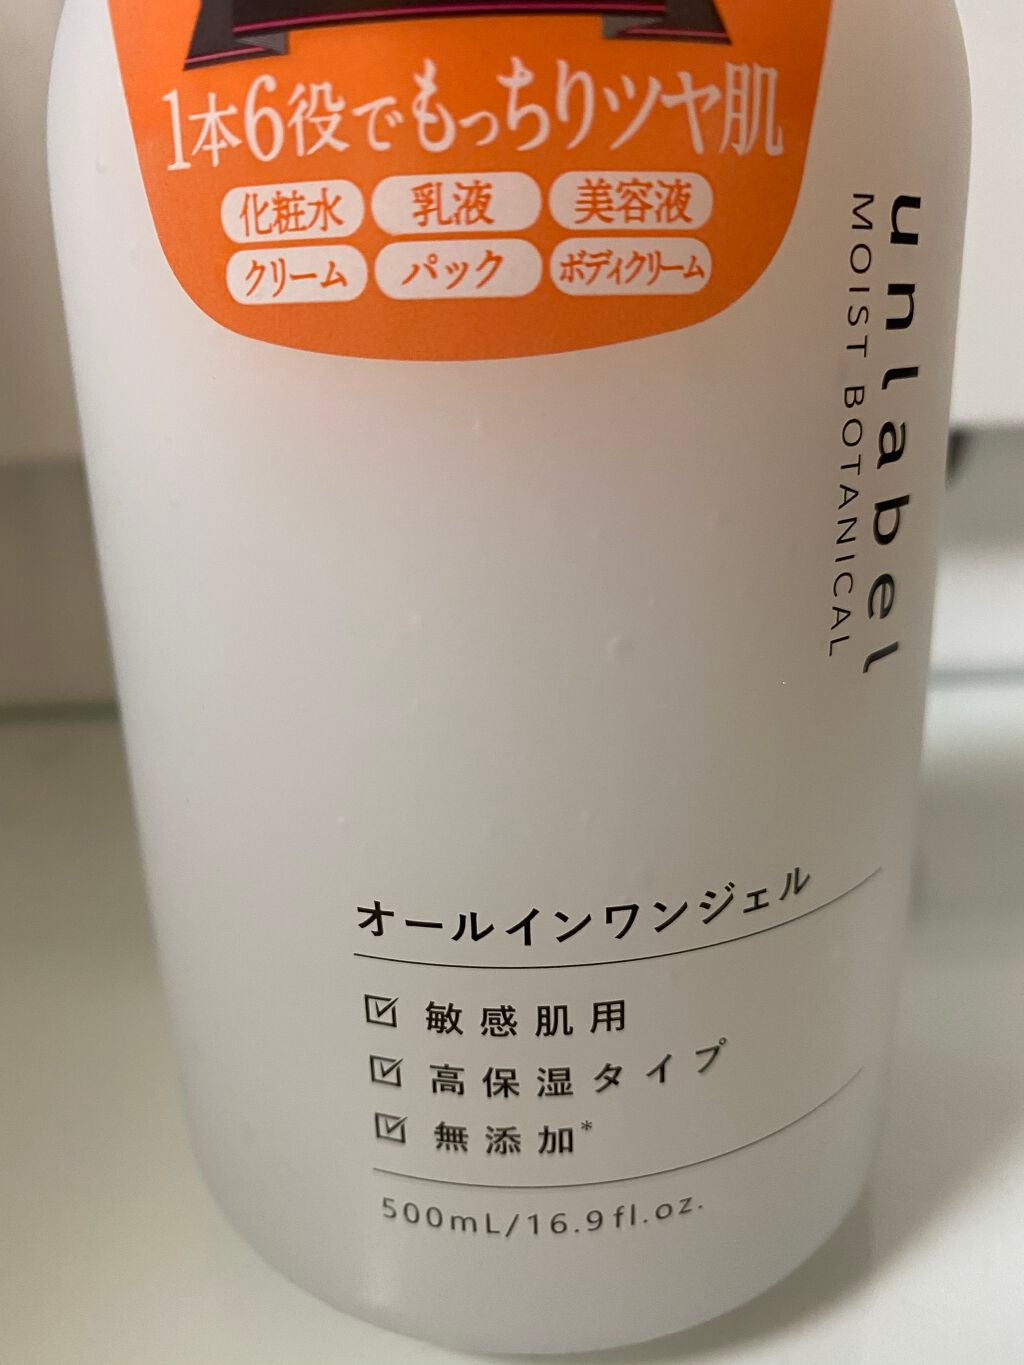 1本6役でもっちりツヤ肌
化粧水 乳液 美容液
クリーム パック ボディクリーム
unlabel
MOIST BOTANICAL
オールインワンジェル
敏感肌用
高保湿タイプ
無添加*
500mL/16.9fl.oz.